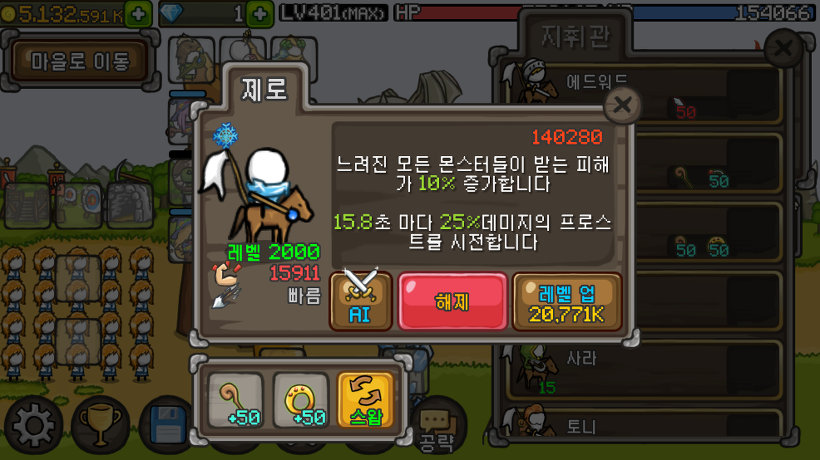 5.132.591K
1
LV401(MAX)
HP
154066
마을로 이동
지휘관
에드워드
50
50
50 50
사라
15
토니
쩨로
140280
느려진 모든 몬스터들이 받는 피해
가 10% 증가합니다
15.8초 마다 25%데미지의 프로스
트를 시전합니다
레벨 2000
15911
빠름
AI
해제
레벨 업
20,771K
+50
+50
스왑
공략